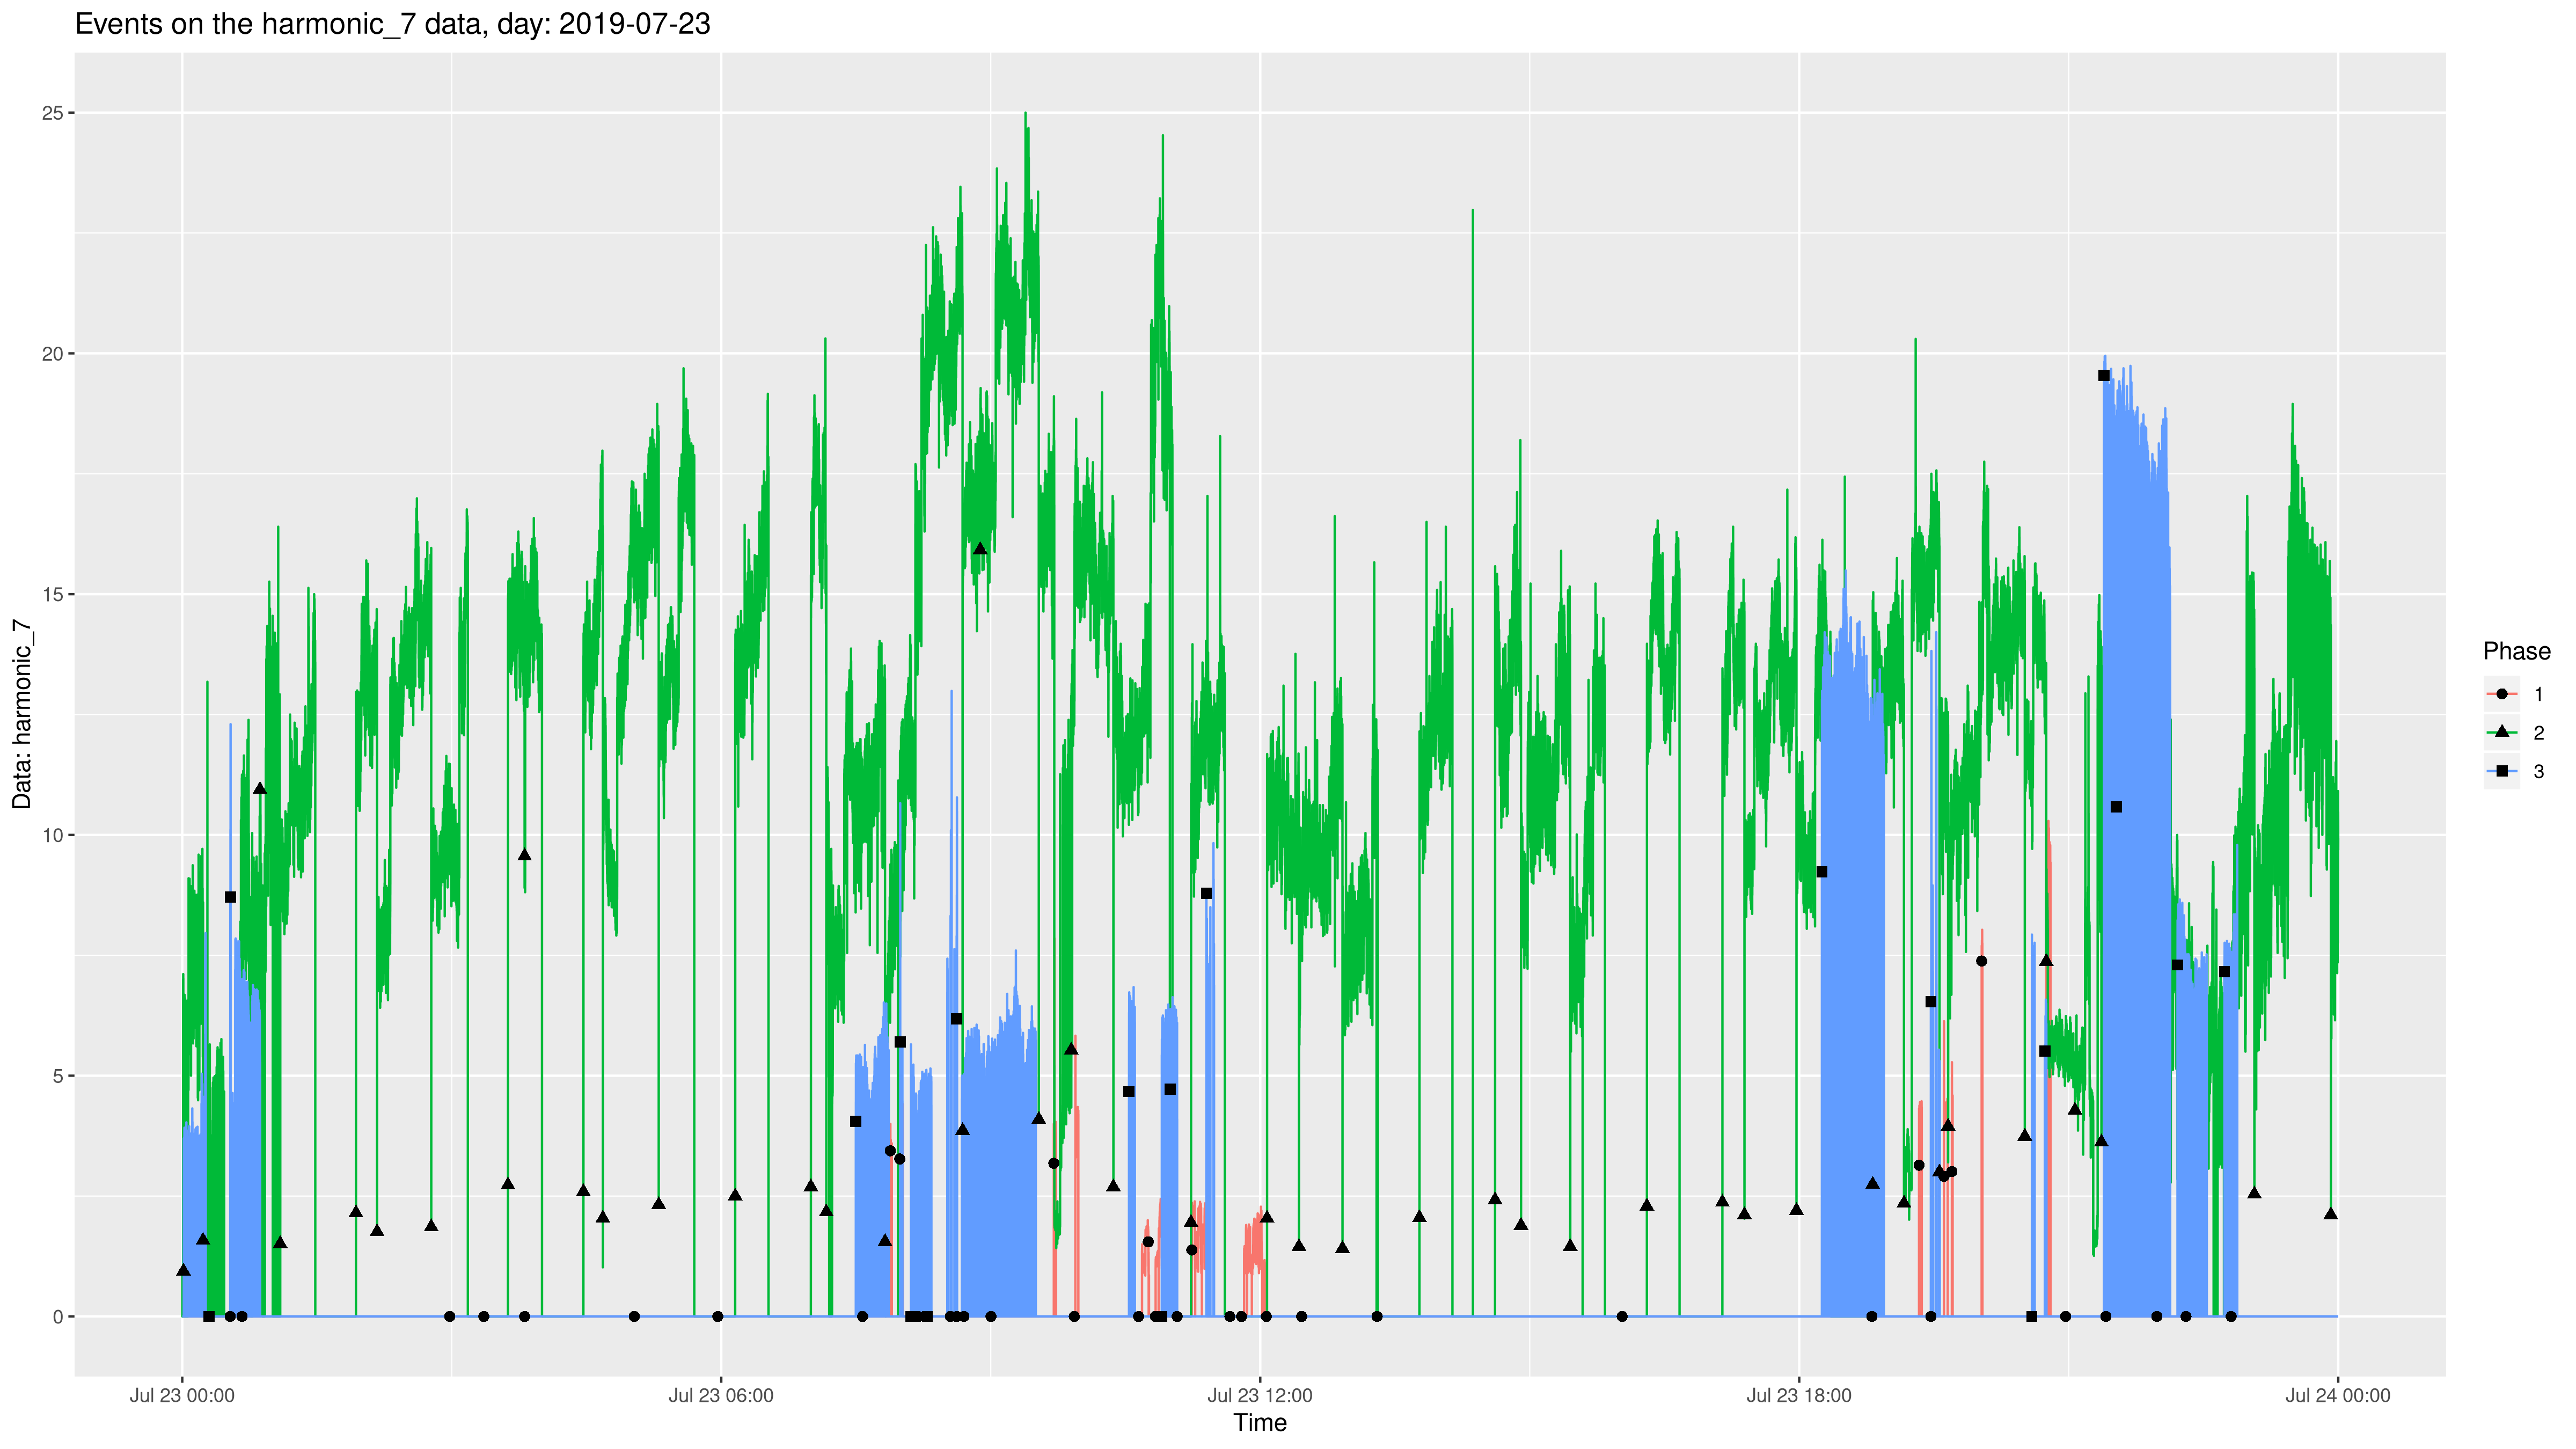 Events on the harmonic_7 data, day: 2019-07-23
Data: harmonic_7
25
20
15
10
5
0
Jul 23 00:00
Jul 23 06:00
Jul 23 12:00
Jul 23 18:00
Jul 24 00:00
Time
Phase
1
2
3